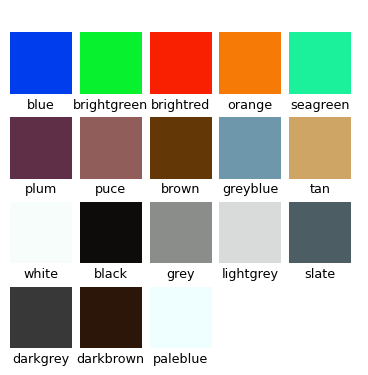 blue brightgreen brightred orange seagreen
plum puce brown greyblue tan
white black grey lightgrey slate
darkgrey darkbrown paleblue